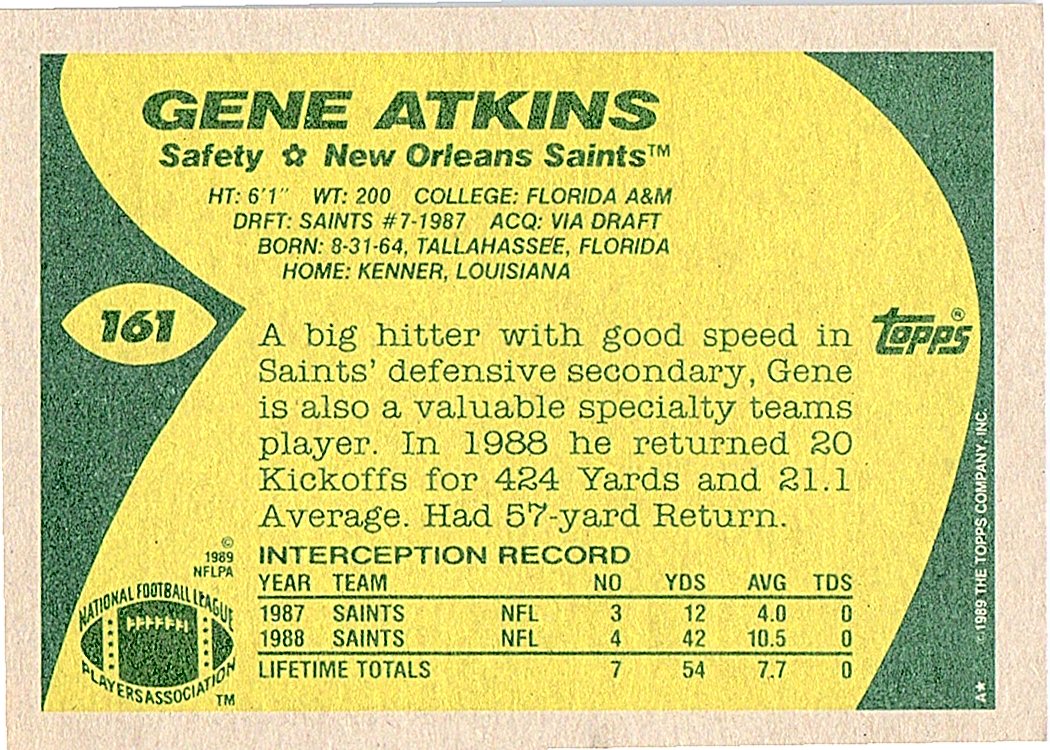 GENE ATKINS
Safety ✩ New Orleans Saints™
HT: 6'1" WT: 200 COLLEGE: FLORIDA A&M
DRFT: SAINTS #7-1987 ACQ: VIA DRAFT
BORN: 8-31-64, TALLAHASSEE, FLORIDA
HOME: KENNER, LOUISIANA
161
topps®
A big hitter with good speed in
Saints' defensive secondary, Gene
is also a valuable specialty teams
player. In 1988 he returned 20
Kickoffs for 424 Yards and 21.1
Average. Had 57-yard Return.
INTERCEPTION RECORD
YEAR TEAM NO YDS AVG TDS
1987 SAINTS NFL 3 12 4.0 0
1988 SAINTS NFL 4 42 10.5 0
LIFETIME TOTALS 7 54 7.7 0
©
1989
NFLPA
NATIONAL FOOTBALL LEAGUE
PLAYERS ASSOCIATION
TM
A★ ©1989 THE TOPPS COMPANY, INC.